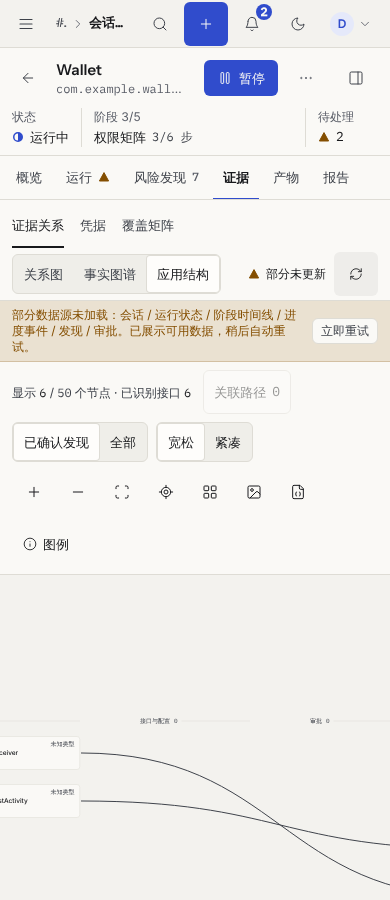 #.
会话...
2
D
Wallet
com.example.wall...
暂停
状态
阶段 3/5
待处理
运行中
权限矩阵 3/6 步
2
概览
运行
风险发现 7
证据
产物
报告
证据关系
凭据
覆盖矩阵
关系图
事实图谱
应用结构
部分未更新
部分数据源未加载：会话 / 运行状态 / 阶段时间线 / 进
度事件 / 发现 / 审批。已展示可用数据，稍后自动重
试。
立即重试
显示 6 / 50 个节点 · 已识别接口 6
关联路径 0
已确认发现
全部
宽松
紧凑
图例
接口与配置 0
审批 0
未知类型
ceiver
未知类型
stActivity